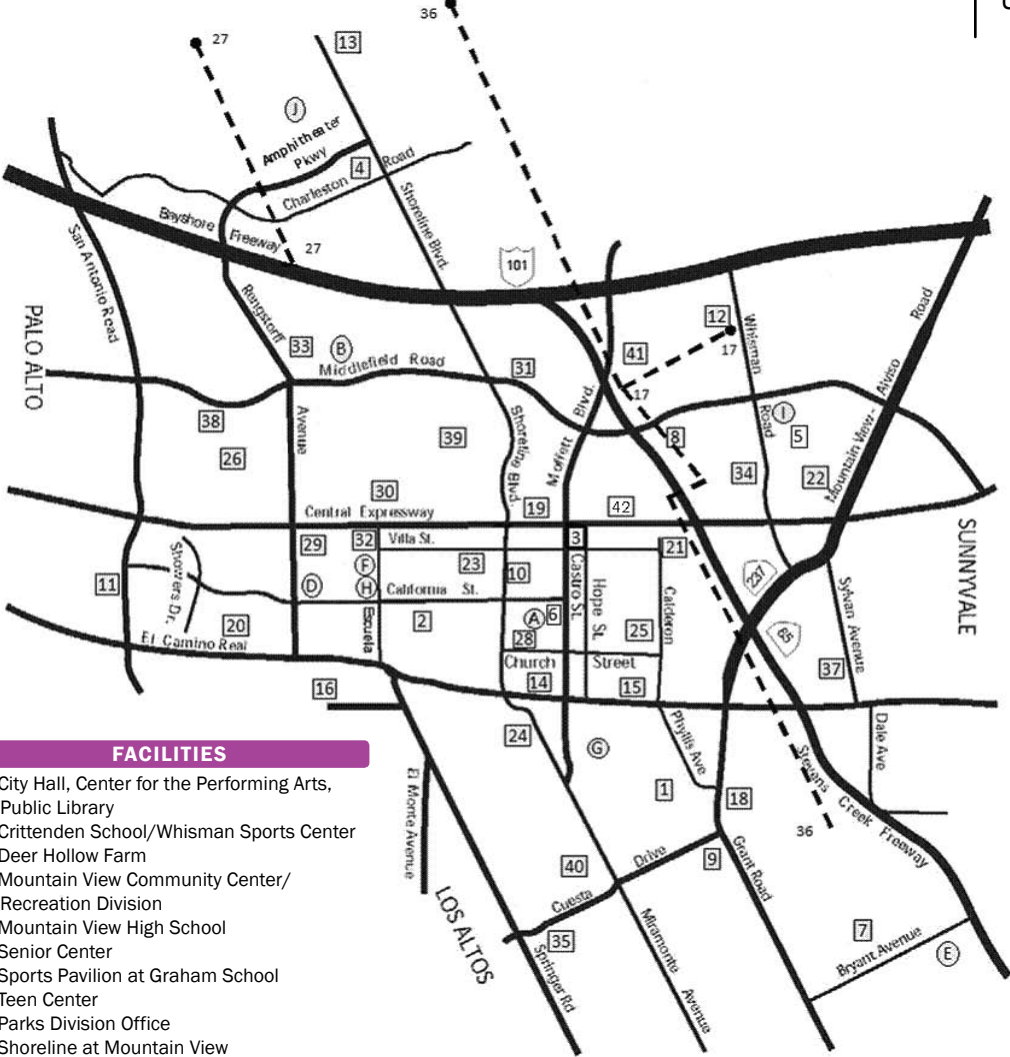 36
27
13
J
Amphitheater
Pkwy
4
Road
Charleston
Shoreline Blvd.
Bayshore Freeway
27
101
San Antonio Road
PALO ALTO
Rengstorff
Avenue
33
B
Middlefield Road
31
41
12
17
17
Whisman
Road
Mountain View- Alviso
Road
38
26
39
Shoreline
Blvd.
Moffett Blvd.
8
I
5
34
22
30
Central Expressway
19
42
SUNNYVALE
29
32
Villa St.
3
21
11
Showers Dr.
F
23
10
Castro St.
Hope St.
Calderon
237
D
H
California St.
Escuela
2
A
6
28
25
Sylvan Avenue
20
El Camino Real
Church Street
85
37
16
14
15
24
G
Phyllis Ave
1
18
Dale Ave
Stevens Creek Freeway
36
El Monte Avenue
40
Drive
Cuesta
9
Grant Road
LOS ALTOS
35
Springer Rd
Miramonte
Avenue
7
Bryant Avenue
E
FACILITIES
City Hall, Center for the Performing Arts,
Public Library
Crittenden School/Whisman Sports Center
Deer Hollow Farm
Mountain View Community Center/
Recreation Division
Mountain View High School
Senior Center
Sports Pavilion at Graham School
Teen Center
Parks Division Office
Shoreline at Mountain View